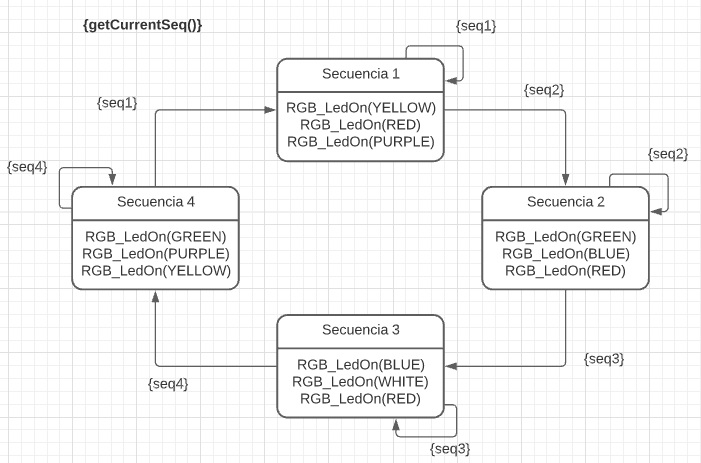 {getCurrentSeq()}
{seq1}
Secuencia 1
RGB_LedOn(YELLOW)
RGB_LedOn(RED)
RGB_LedOn(PURPLE)
{seq2}
{seq1}
{seq2}
{seq4}
Secuencia 4
RGB_LedOn(GREEN)
RGB_LedOn(PURPLE)
RGB_LedOn(YELLOW)
Secuencia 2
RGB_LedOn(GREEN)
RGB_LedOn(BLUE)
RGB_LedOn(RED)
Secuencia 3
RGB_LedOn(BLUE)
RGB_LedOn(WHITE)
RGB_LedOn(RED)
{seq3}
{seq4}
{seq3}